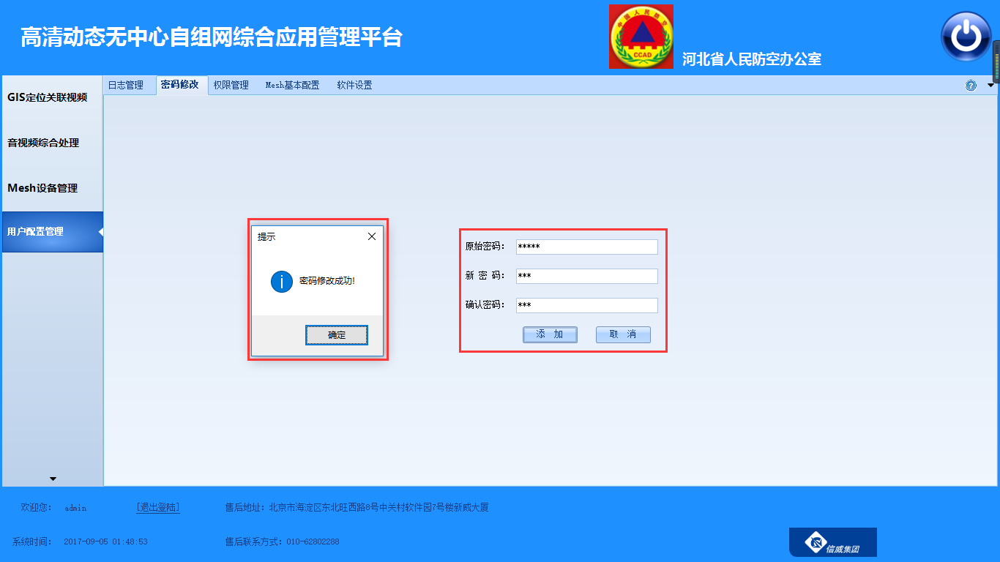 高清动态无中心自组网综合应用管理平台
中国人民防空
CCAD
河北省人民防空办公室
日志管理 密码修改 权限管理 Mesh基本配置 软件设置
GIS定位关联视频
音视频综合处理
Mesh设备管理
用户配置管理
提示
密码修改成功!
确定
原始密码: *****
新 密 码: ***
确认密码: ***
添 加 取 消
欢迎您: admin [退出登陆] 售后地址: 北京市海淀区东北旺西路8号中关村软件园7号楼新威大厦
系统时间: 2017-09-05 01:48:53 售后联系方式: 010-62802288
信威集团